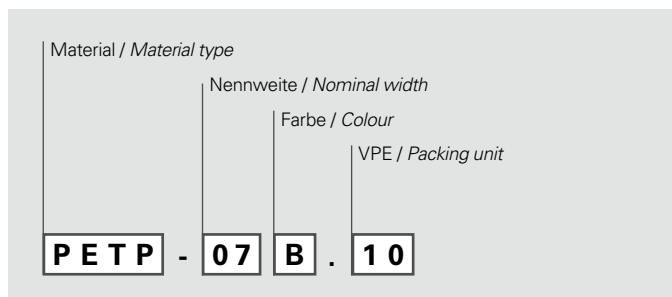 Material / Material type
Nennweite / Nominal width
Farbe / Colour
VPE / Packing unit
PETP - 07 B . 10